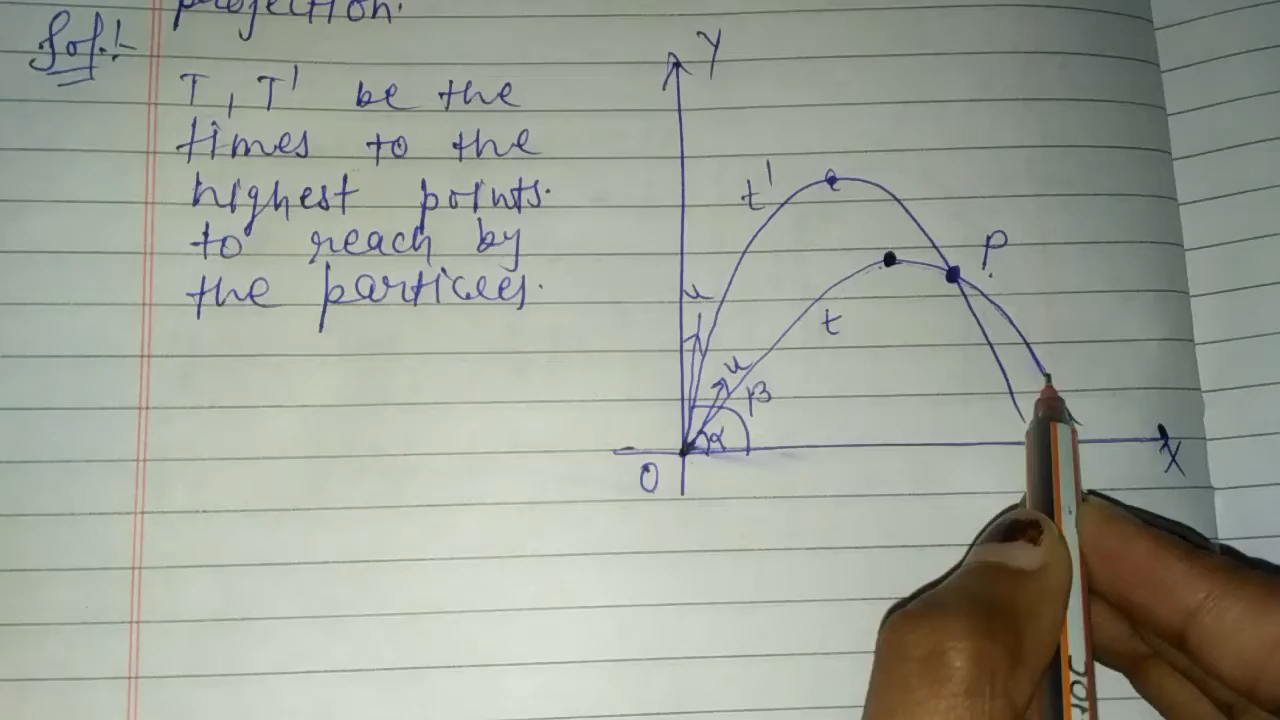 projection.
Sol:-
T, T' be the
times to the
highest points.
to reach by
the particles.
Y
t'
P
u
t
u
β
α
O
X